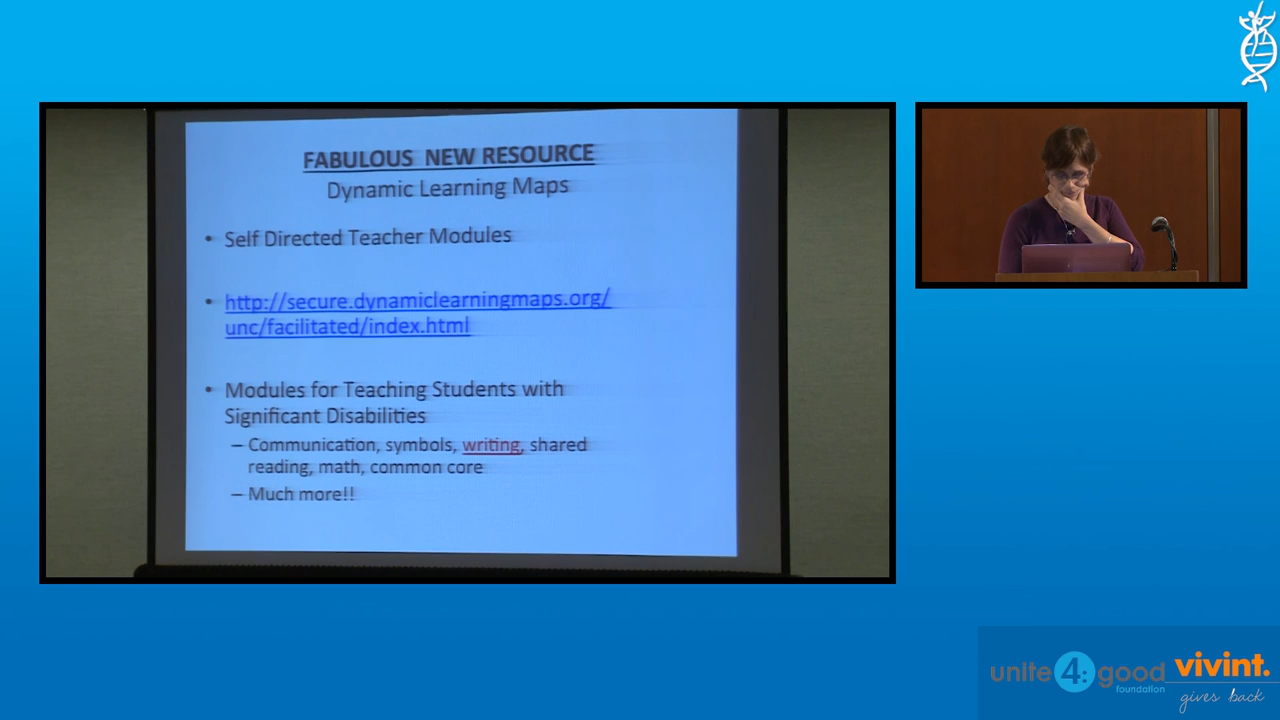 FABULOUS NEW RESOURCE
Dynamic Learning Maps
• Self Directed Teacher Modules
• http://secure.dynamiclearningmaps.org/
unc/facilitated/index.html
• Modules for Teaching Students with
Significant Disabilities
– Communication, symbols, writing, shared
reading, math, common core
– Much more!!
unite 4: good
foundation
vivint.
gives back